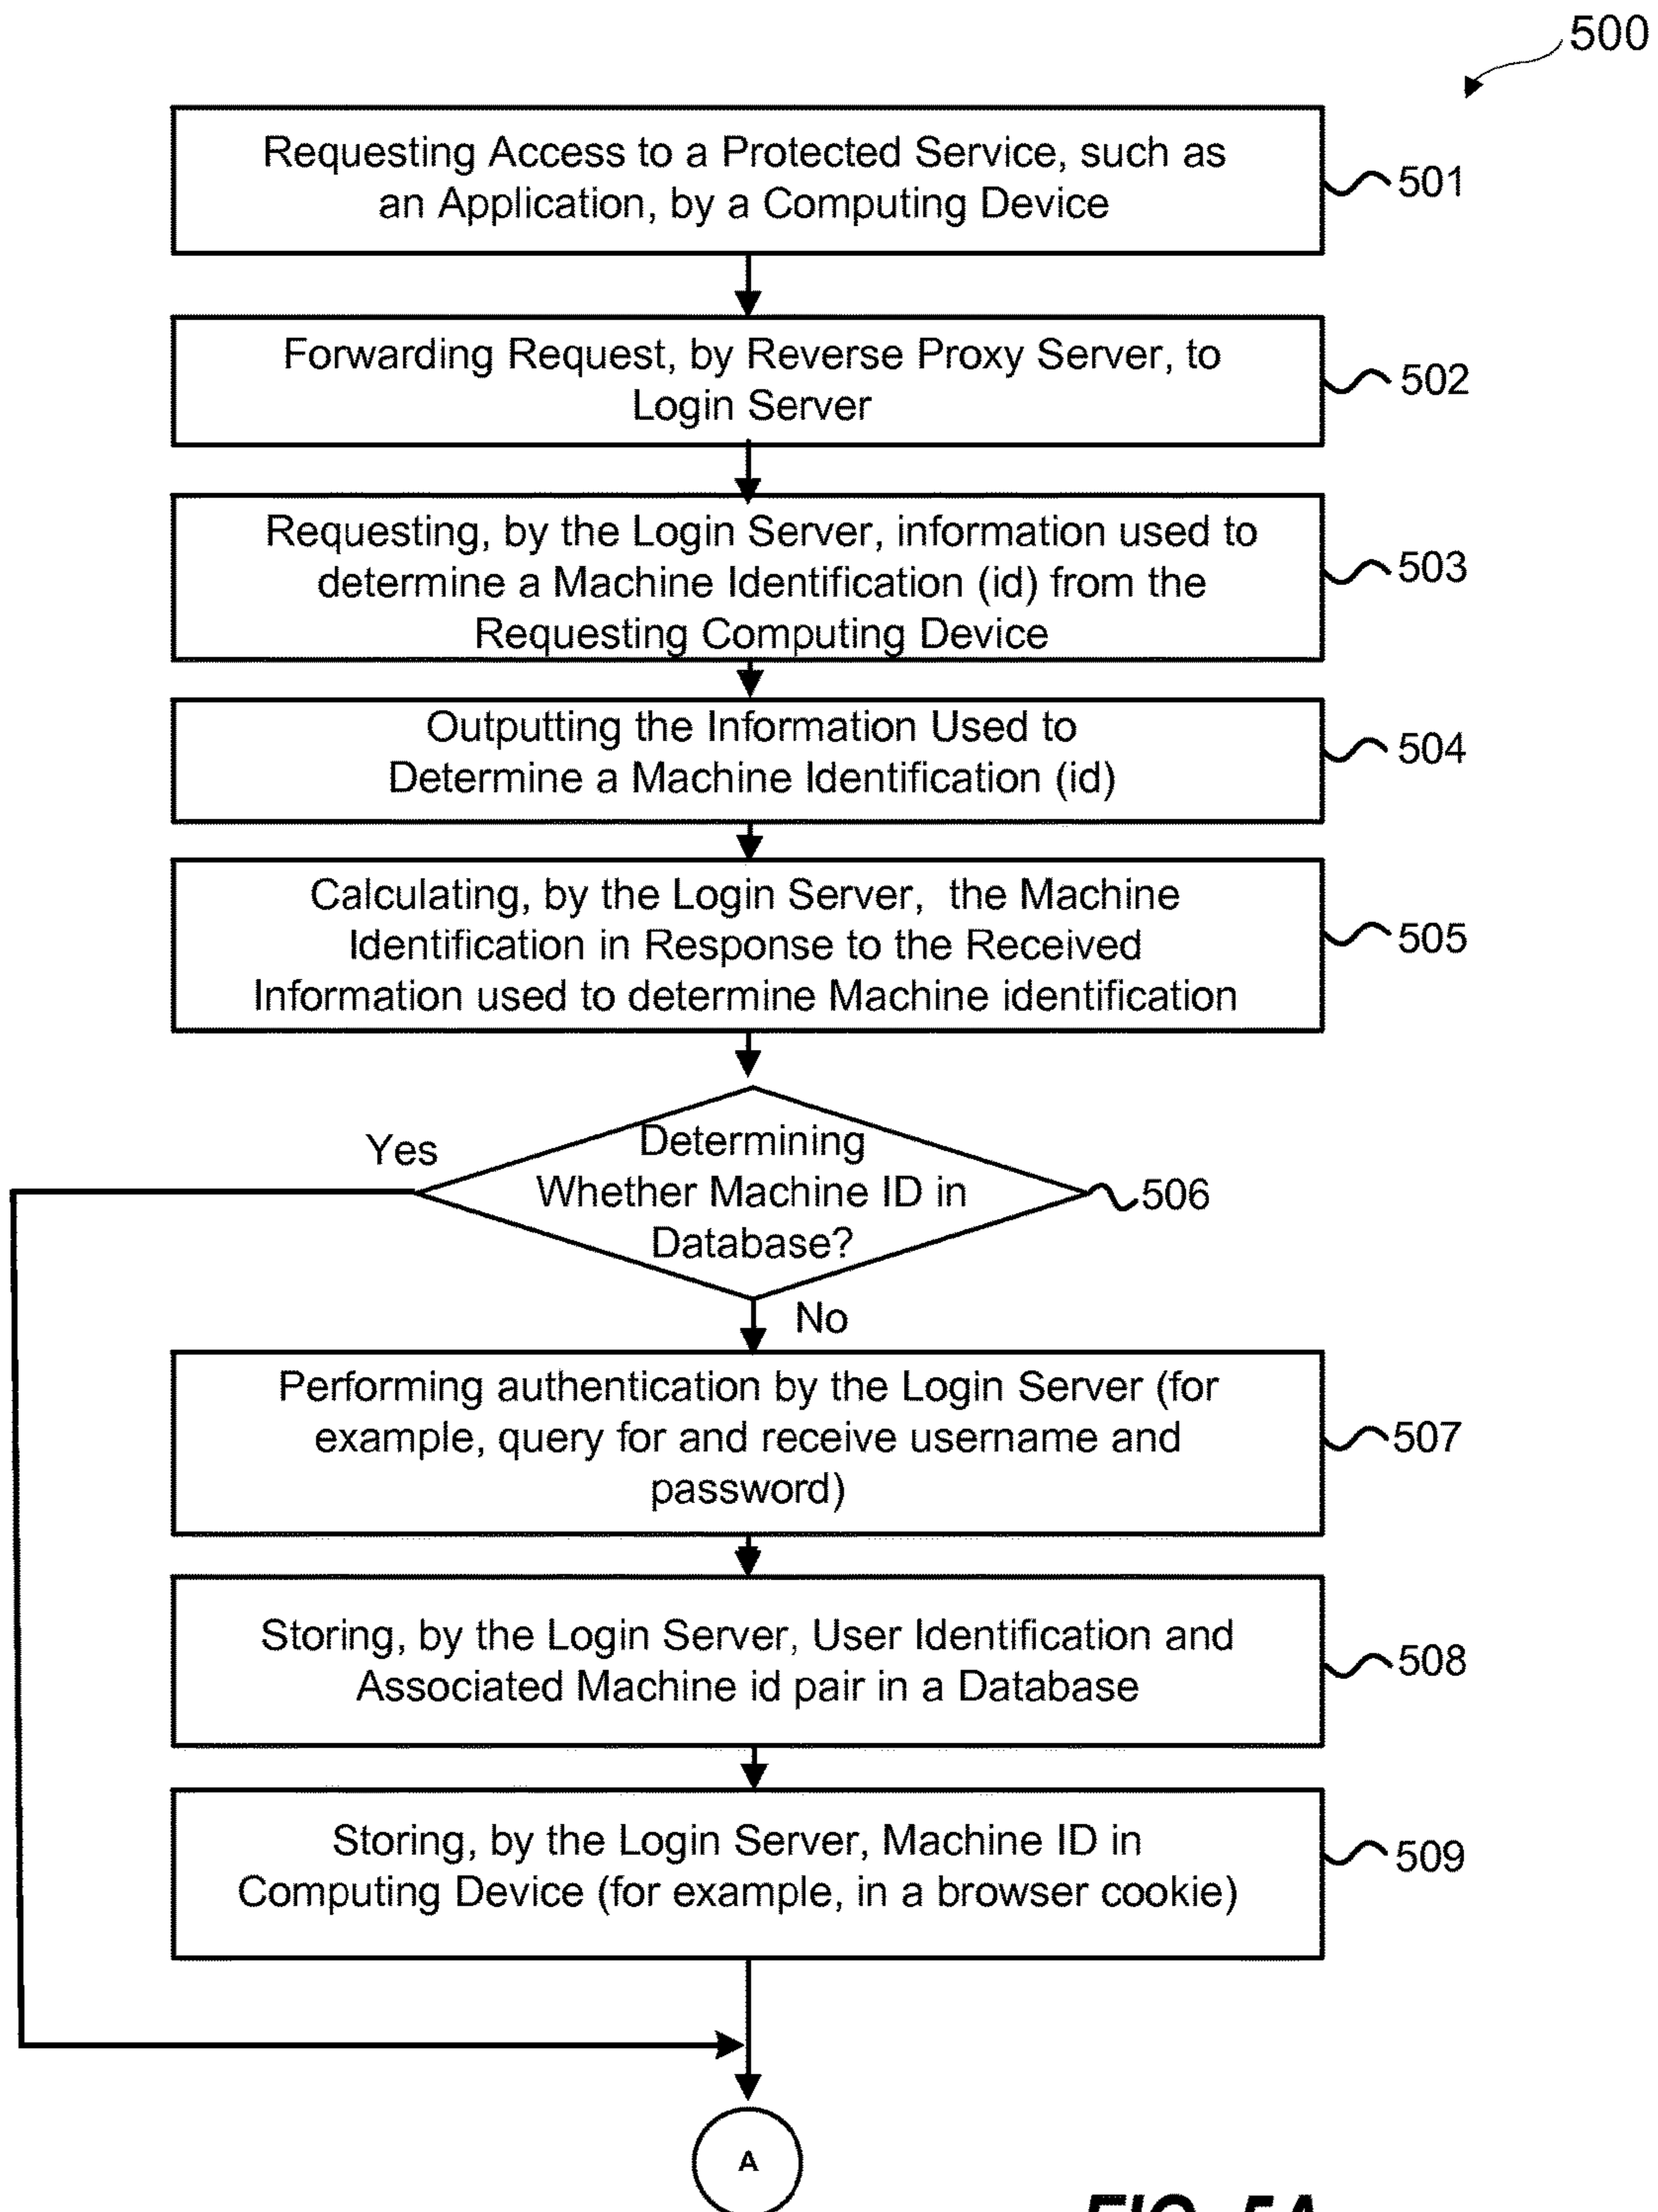 500
Requesting Access to a Protected Service, such as
an Application, by a Computing Device
501
Forwarding Request, by Reverse Proxy Server, to
Login Server
502
Requesting, by the Login Server, information used to
determine a Machine Identification (id) from the
Requesting Computing Device
503
Outputting the Information Used to
Determine a Machine Identification (id)
504
Calculating, by the Login Server, the Machine
Identification in Response to the Received
Information used to determine Machine identification
505
Yes
Determining
Whether Machine ID in
Database?
506
No
Performing authentication by the Login Server (for
example, query for and receive username and
password)
507
Storing, by the Login Server, User Identification and
Associated Machine id pair in a Database
508
Storing, by the Login Server, Machine ID in
Computing Device (for example, in a browser cookie)
509
A
FIG. 5A